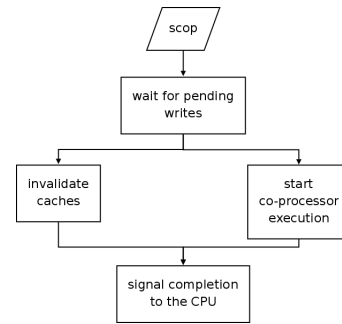 scop
wait for pending
writes
invalidate
caches
start
co-processor
execution
signal completion
to the CPU